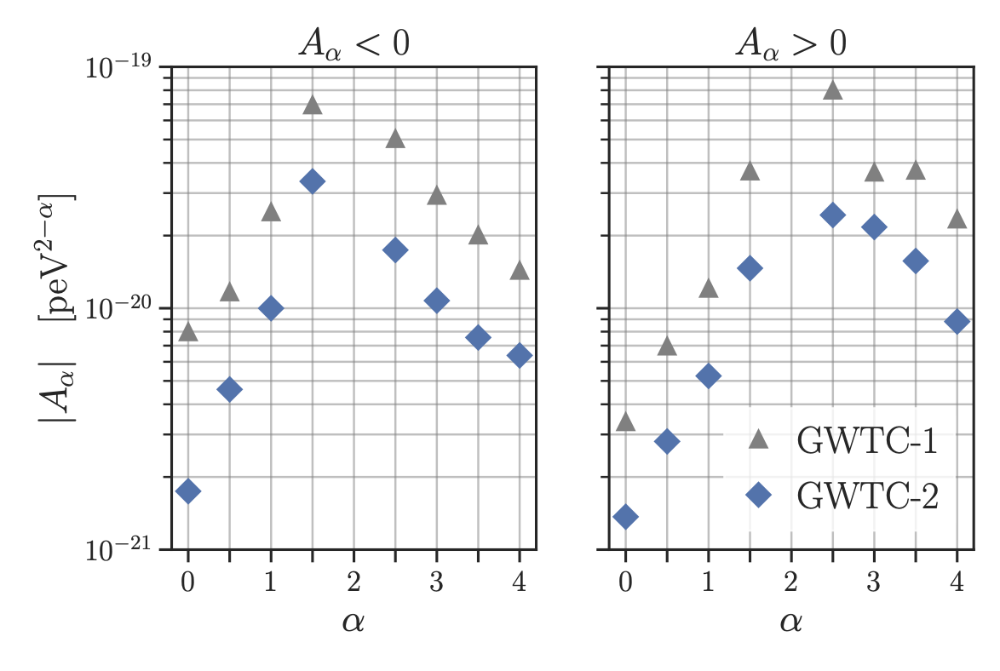 A_α < 0
A_α > 0
|A_α| [peV^{2−α}]
10^{−19}
10^{−20}
10^{−21}
0 1 2 3 4
0 1 2 3 4
α
α
GWTC-1
GWTC-2